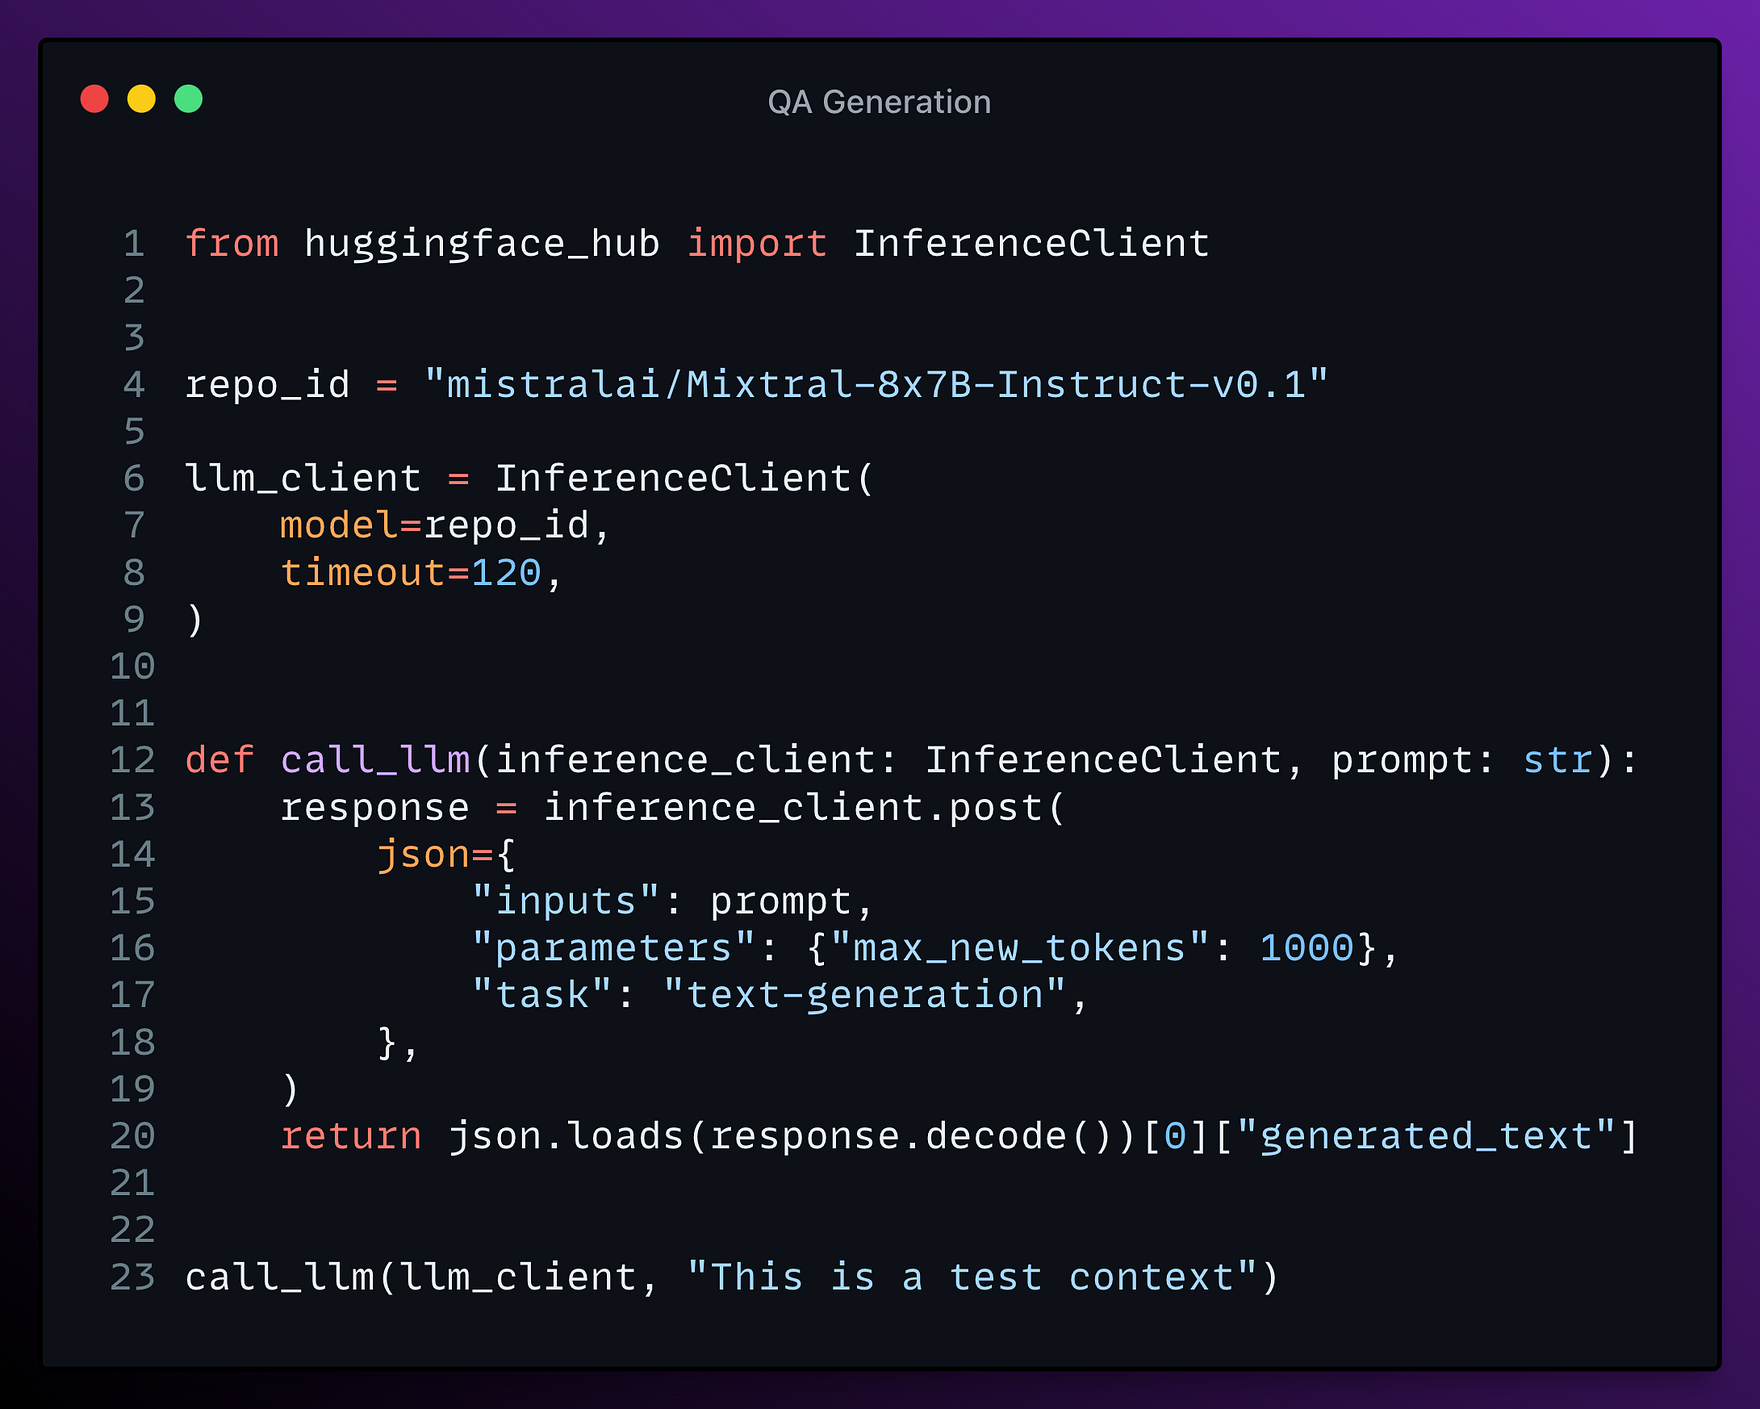 QA Generation
1 from huggingface_hub import InferenceClient
2
3
4 repo_id = "mistralai/Mixtral-8x7B-Instruct-v0.1"
5
6 llm_client = InferenceClient(
7     model=repo_id,
8     timeout=120,
9 )
10
11
12 def call_llm(inference_client: InferenceClient, prompt: str):
13     response = inference_client.post(
14         json={
15             "inputs": prompt,
16             "parameters": {"max_new_tokens": 1000},
17             "task": "text-generation",
18         },
19     )
20     return json.loads(response.decode())[0]["generated_text"]
21
22
23 call_llm(llm_client, "This is a test context")